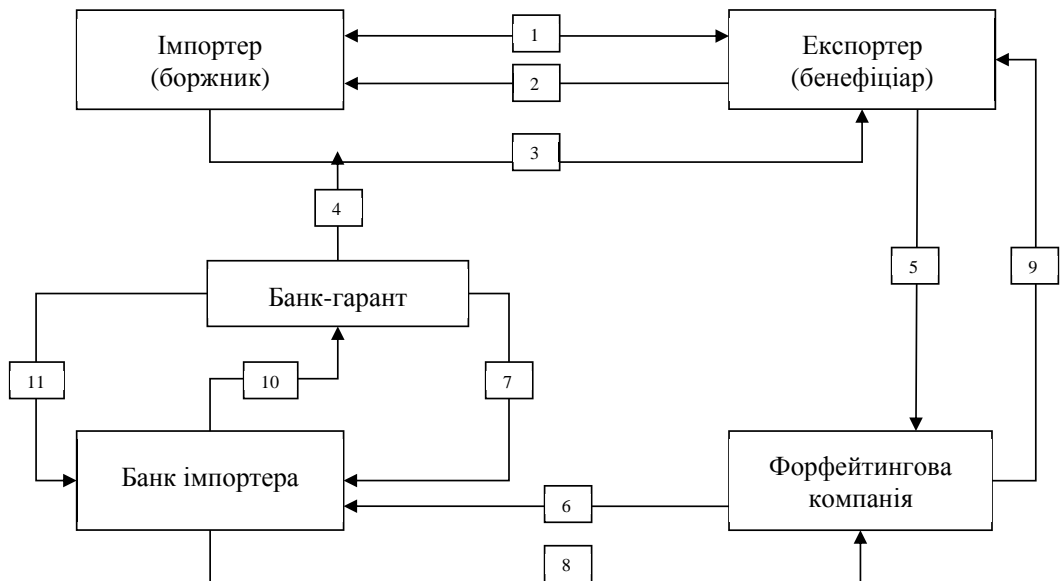 Імпортер
(боржник)
1
2
Експортер
(бенефіціар)
3
4
5
9
Банк-гарант
11
10
7
Банк імпортера
6
8
Форфейтингова
компанія